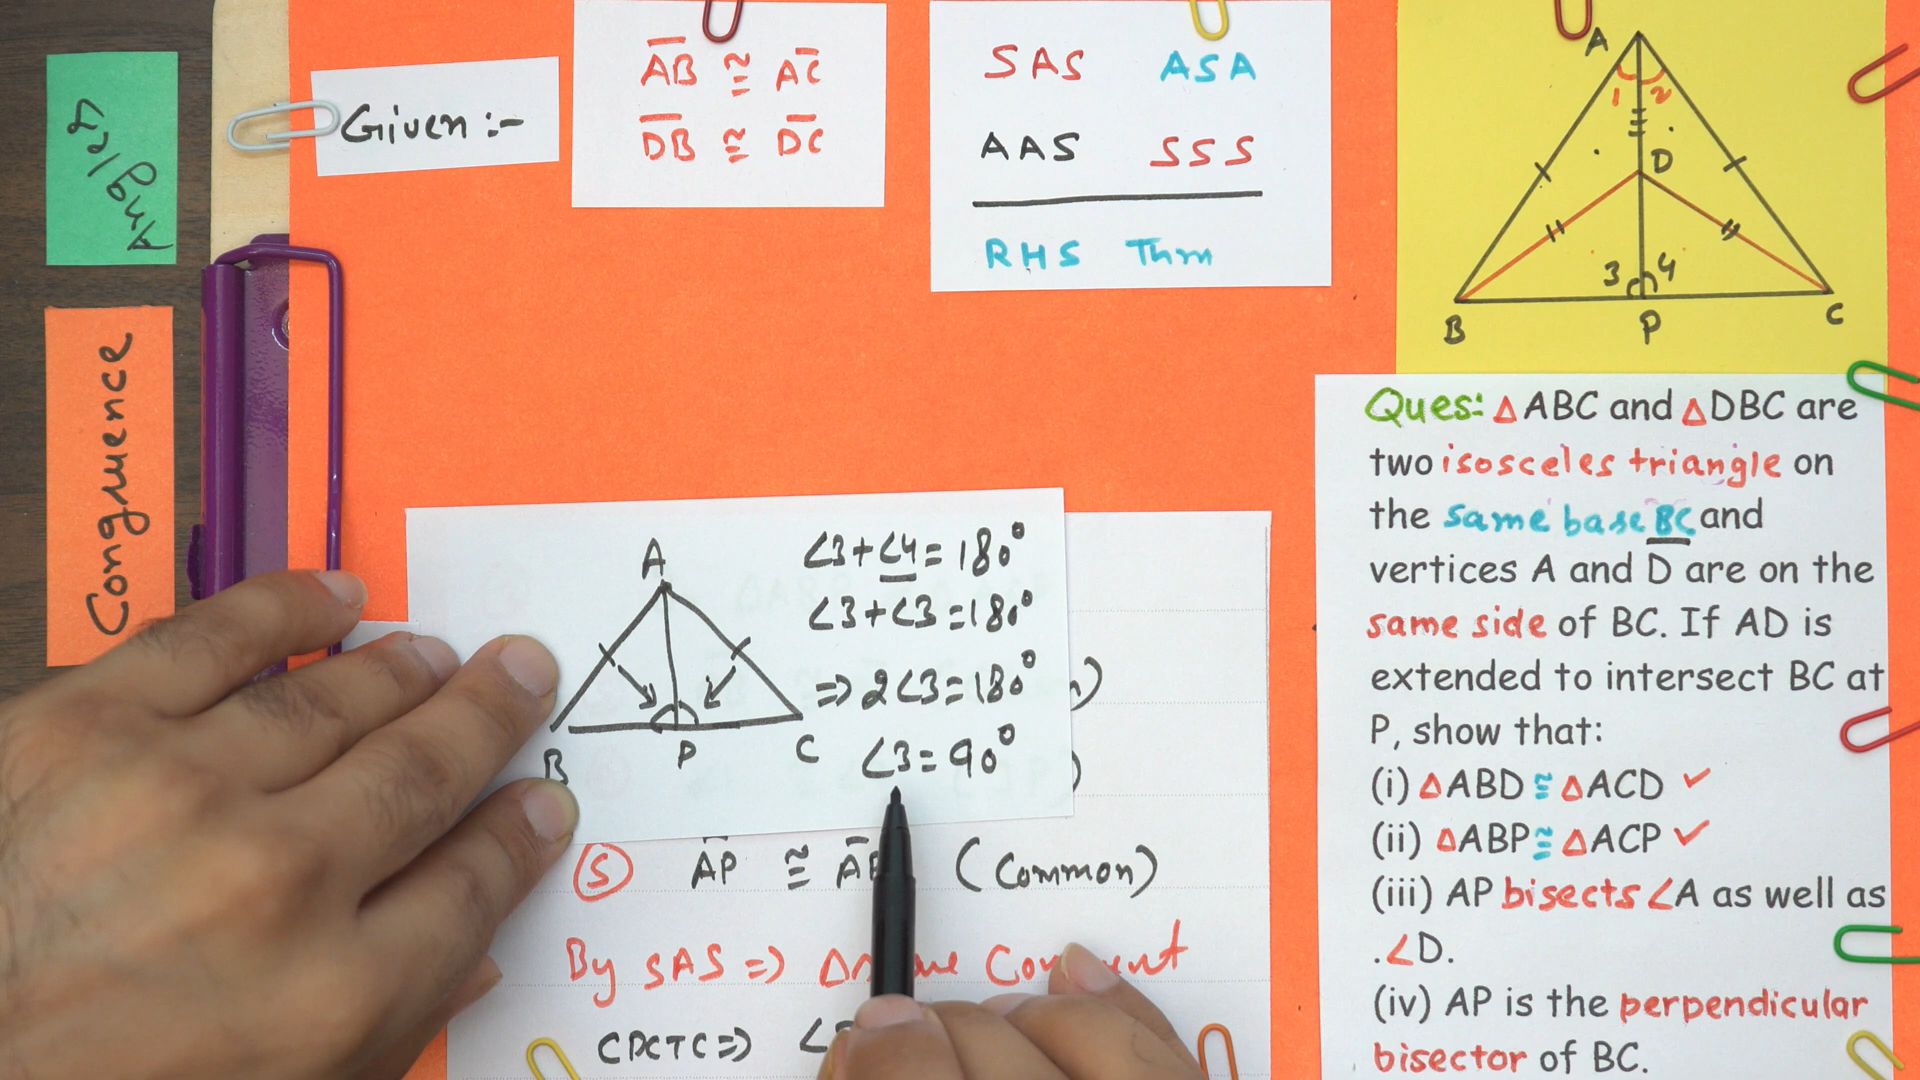 Angles
Congruence
Given :-
AB ≅ AC
DB ≅ DC
SAS ASA
AAS SSS
RHS Thm
A
1 2
D
3 4
B P C
Ques: △ABC and △DBC are
two isosceles triangle on
the same base BC and
vertices A and D are on the
same side of BC. If AD is
extended to intersect BC at
P, show that:
(i) △ABD ≅ △ACD ✓
(ii) △ABP ≅ △ACP ✓
(iii) AP bisects ∠A as well as
.∠D.
(iv) AP is the perpendicular
bisector of BC.
A
B P C
∠3+∠4=180°
∠3+∠3=180°
⇒ 2∠3=180°
∠3=90°
(S) AP ≅ (Common)
By SAS ⇒
CPCTC ⇒